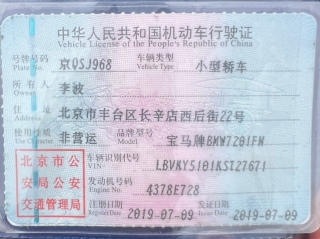 中华人民共和国机动车行驶证
Vehicle License of the People's Republic of China
号牌号码 京QSJ968 车辆类型 小型轿车
Plate No. Vehicle Type
所有人 李波
Owner
住址 北京市丰台区长辛店西后街22号
Address
使用性质 非营运 品牌型号 宝马牌BMW7201FM
Use Character Model
北京市公安局公安交通管理局
车辆识别代号 LBVKY5101KSZ27671
VIN
发动机号码 4378E728
Engine No.
注册日期 2019-07-09 发证日期 2019-07-09
Register Date Issue Date